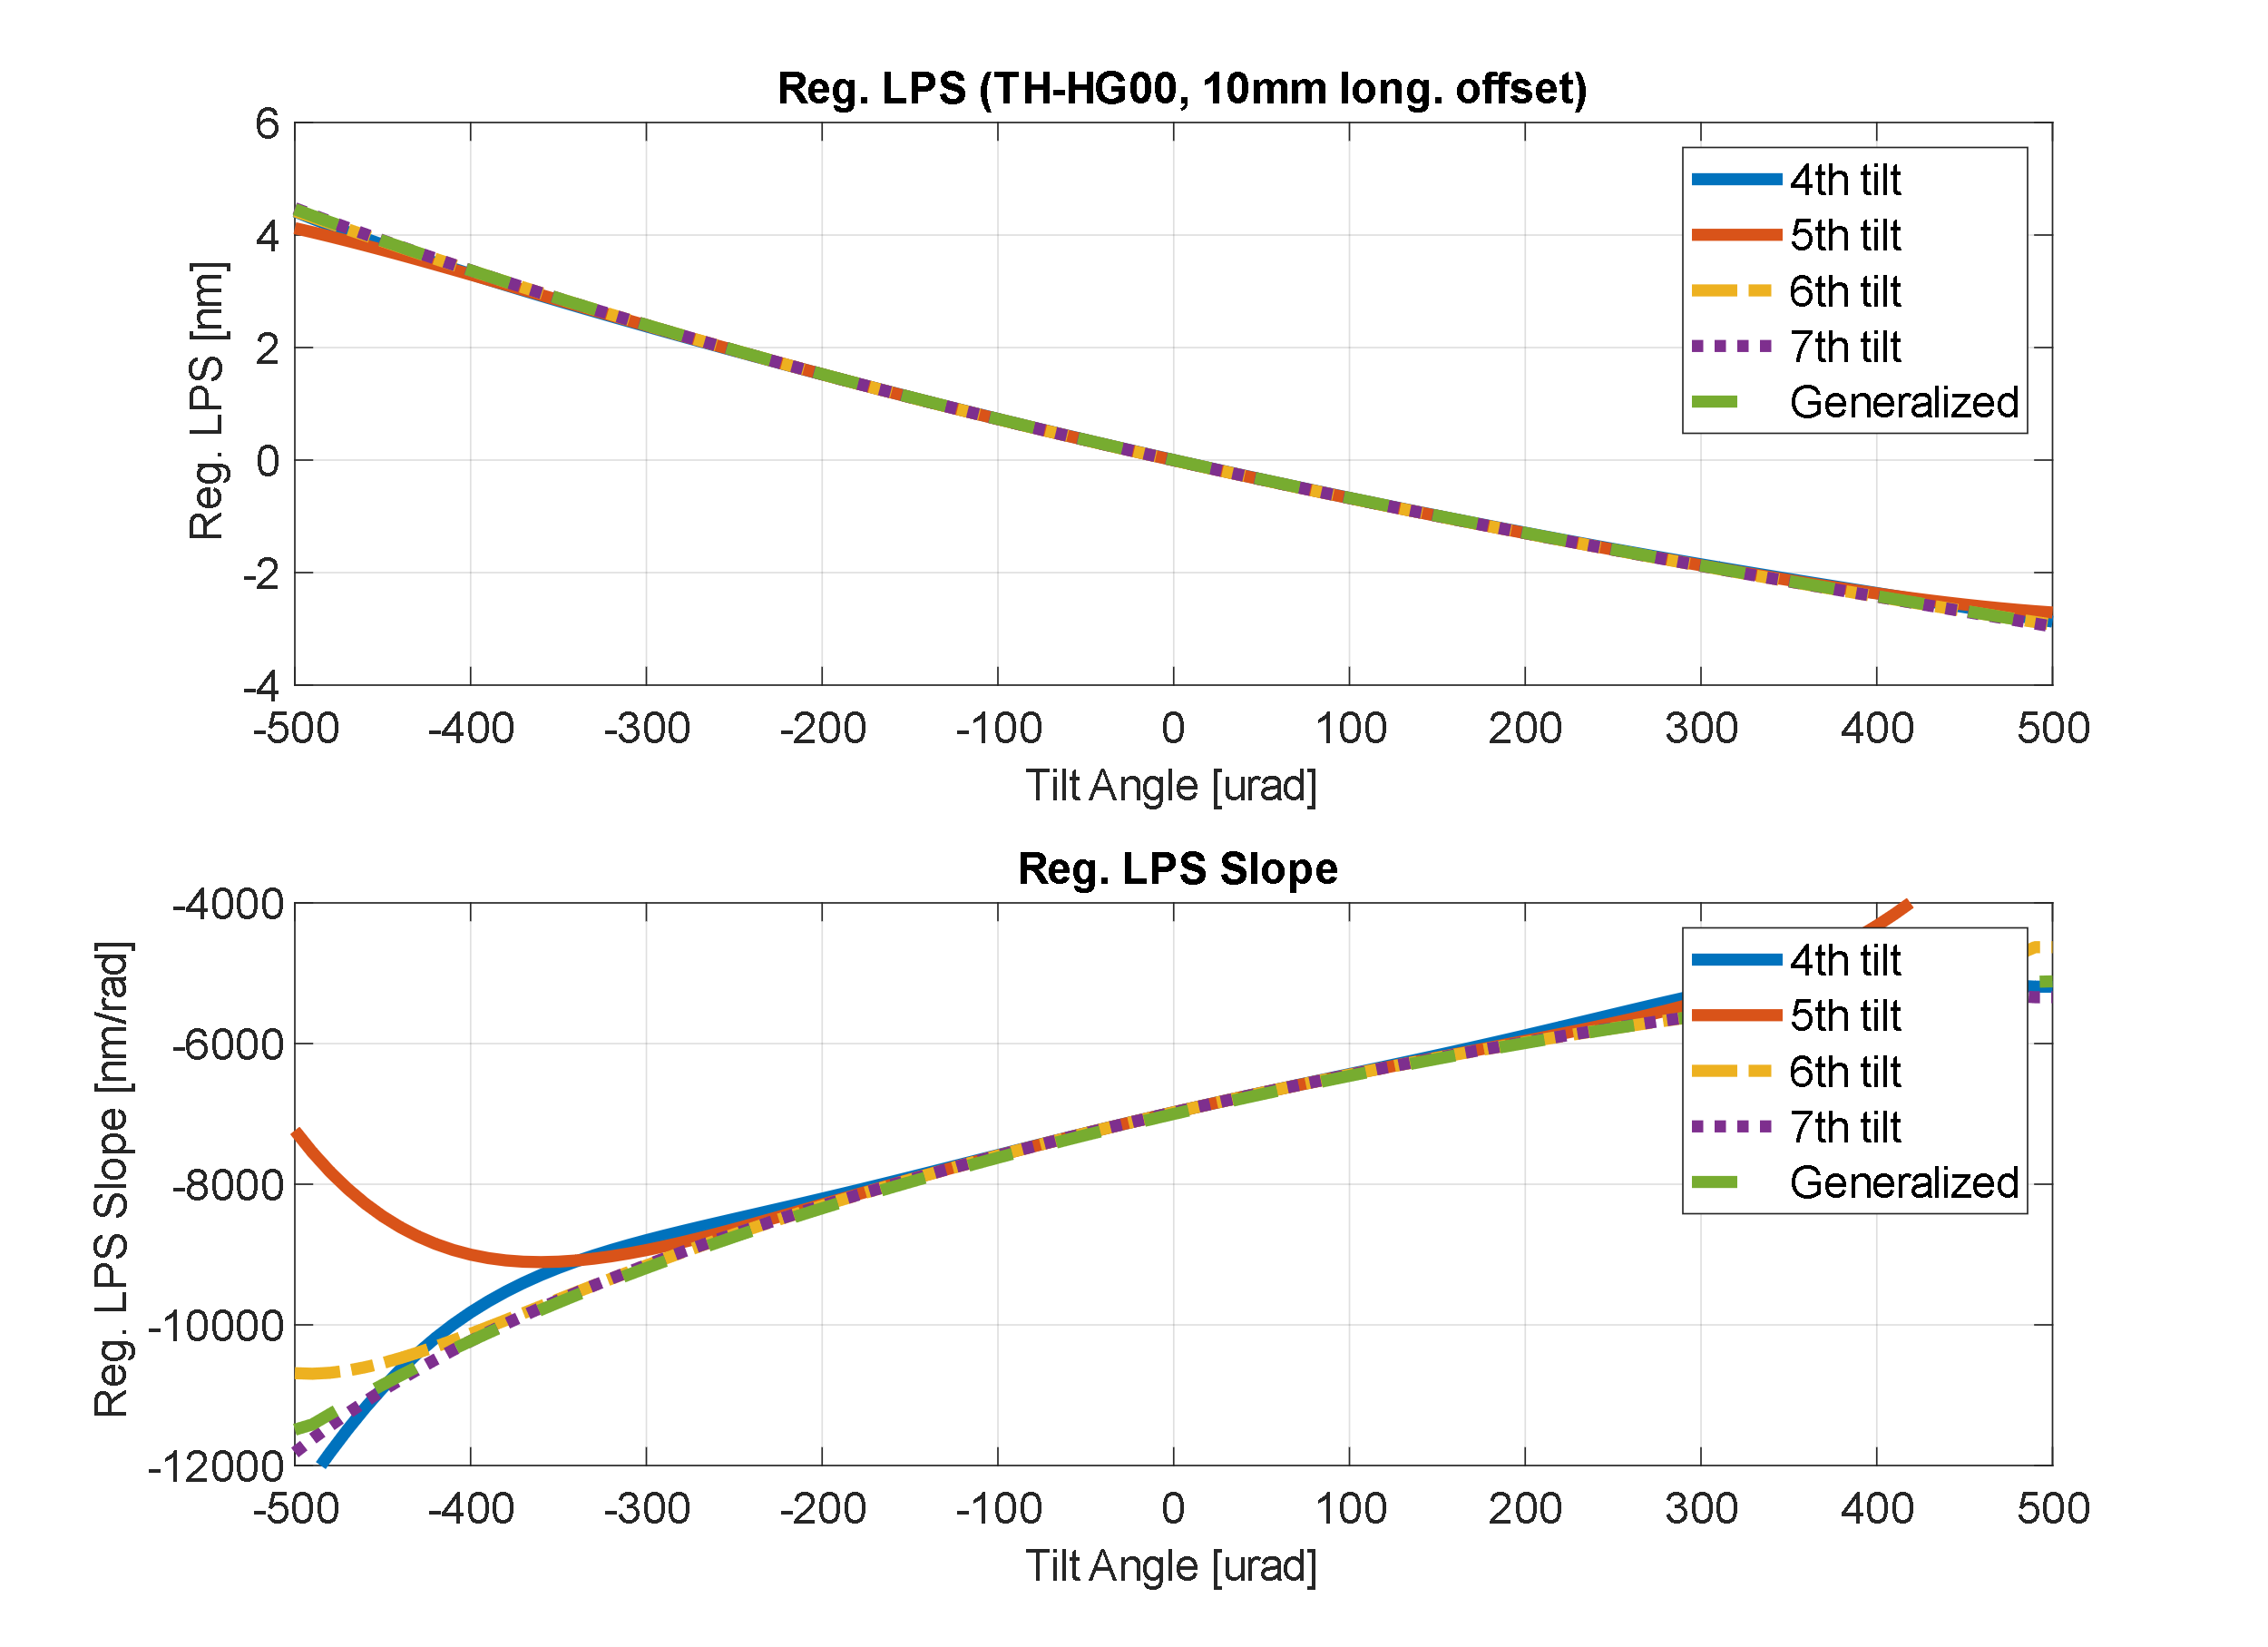 Reg. LPS (TH-HG00, 10mm long. offset)
6
4
2
0
-2
-4
Reg. LPS [nm]
4th tilt
5th tilt
6th tilt
7th tilt
Generalized
-500 -400 -300 -200 -100 0 100 200 300 400 500
Tilt Angle [urad]
Reg. LPS Slope
-4000
-6000
-8000
-10000
-12000
Reg. LPS Slope [nm/rad]
4th tilt
5th tilt
6th tilt
7th tilt
Generalized
-500 -400 -300 -200 -100 0 100 200 300 400 500
Tilt Angle [urad]